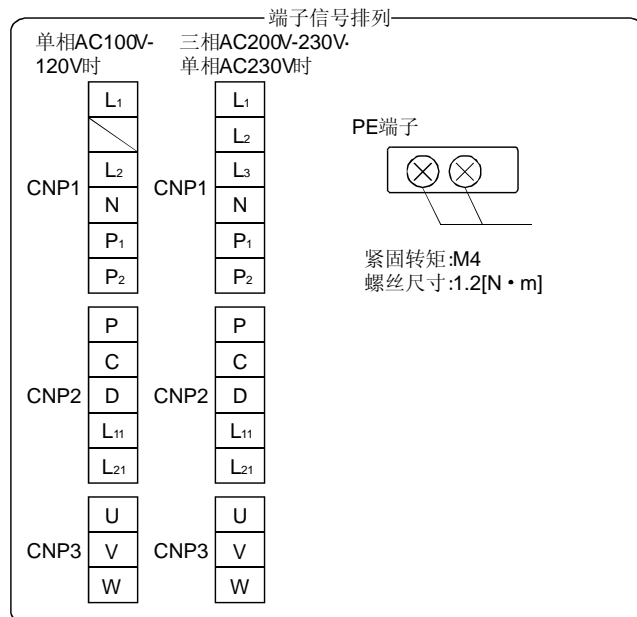 端子信号排列
单相AC100V-
120V时
三相AC200V-230V·
单相AC230V时
CNP1
L1
L2
N
P1
P2
CNP1
L1
L2
L3
N
P1
P2
CNP2
P
C
D
L11
L21
CNP2
P
C
D
L11
L21
CNP3
U
V
W
CNP3
U
V
W
PE端子
紧固转矩:M4
螺丝尺寸:1.2[N·m]